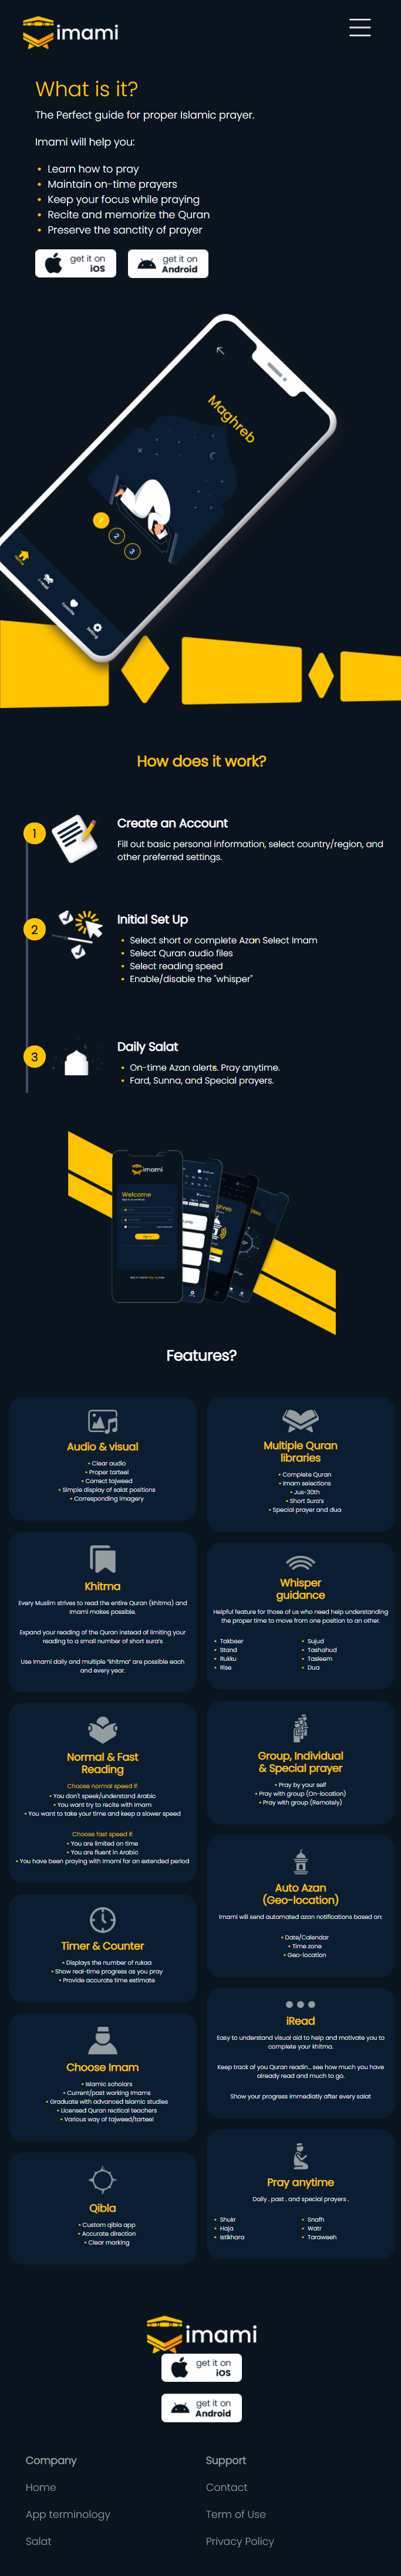 imami
What is it?
The Perfect guide for proper Islamic prayer.
Imami will help you:
• Learn how to pray
• Maintain on-time prayers
• Keep your focus while praying
• Recite and memorize the Quran
• Preserve the sanctity of prayer
get it on
iOS
get it on
Android
Maghreb
2
3
Home
Favorite
Setting
How does it work?
1
Create an Account
Fill out basic personal information, select country/region, and
other preferred settings.
2
Initial Set Up
• Select short or complete Azan Select Imam
• Select Quran audio files
• Select reading speed
• Enable/disable the "whisper"
3
Daily Salat
• On-time Azan alerts. Pray anytime.
• Fard, Sunna, and Special prayers.
imami
Welcome
Features?
Audio & visual
• Clear audio
• Proper tarteel
• Correct tajweed
• Simple display of salat positions
• Corresponding imagery
Multiple Quran
libraries
• Complete Quran
• Imam selections
• Jus-30th
• Short Sura's
• Special prayer and dua
Khitma
Every Muslim strives to read the entire Quran (khitma) and
Imami makes possible.
Expand your reading of the Quran instead of limiting your
reading to a small number of short sura's
Use Imami daily and multiple "khitma" are possible each
and every year.
Whisper
guidance
Helpful feature for those of us who need help understanding
the proper time to move from one position to an other.
• Takbeer
• Stand
• Rukku
• Rise
• Sujud
• Tashahud
• Tasleem
• Dua
Normal & Fast
Reading
Choose normal speed if:
• You don't speek/understand Arabic
• You want try to recite with imam
• You want to take your time and keep a slower speed
Choose fast speed if:
• You are limited on time
• You are fluent in Arabic
• You have been praying with Imami for an extended period
Group, Individual
& Special prayer
• Pray by your self
• Pray with group (On-location)
• Pray with group (Remotely)
Auto Azan
(Geo-location)
Imami will send automated azan notifications based on:
• Date/Calendar
• Time zone
• Geo-location
Timer & Counter
• Displays the number of rukaa
• Show real-time progress as you pray
• Provide accurate time estimate
iRead
Easy to understand visual aid to help and motivate you to
complete your khitma.
Keep track of you Quran readin... see how much you have
already read and much to go.
Show your progress immediatly after every salat
Choose Imam
• Islamic scholars
• Current/past working Imams
• Graduate with advanced Islamic studies
• Licensed Quran rectical teachers
• Various way of tajweed/tarteel
Pray anytime
Daily , past , and special prayers .
• Shukr
• Haja
• Istikhara
• Snafh
• Watr
• Taraweeh
Qibla
• Custom qibla app
• Accurate direction
• Clear marking
imami
get it on
iOS
get it on
Android
Company
Support
Home
Contact
App terminology
Term of Use
Salat
Privacy Policy